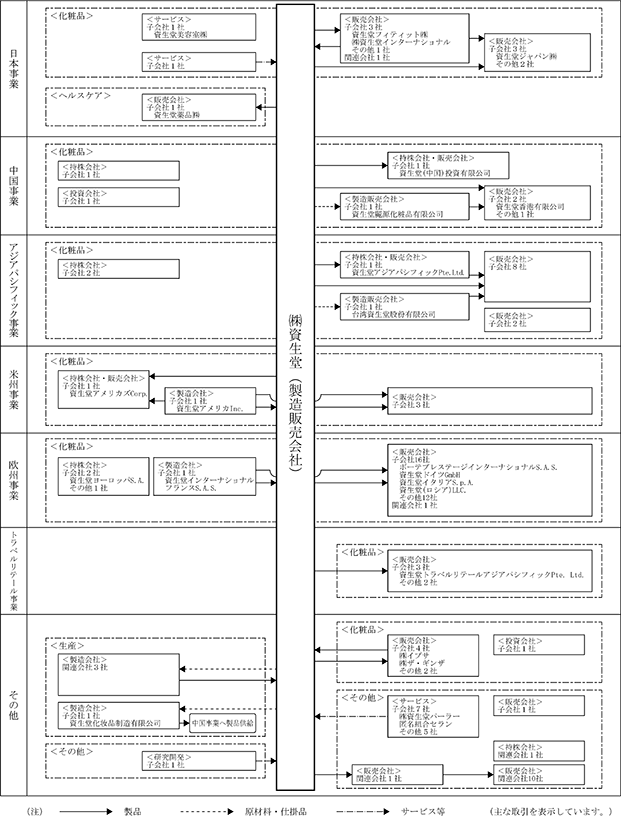 日本事業
<化粧品>
<サービス>
子会社1社
資生堂美容室㈱
<サービス>
子会社1社
<販売会社>
子会社3社
資生堂フィティット㈱
㈱資生堂インターナショナル
その他1社
関連会社1社
<販売会社>
子会社3社
資生堂ジャパン㈱
その他2社
<ヘルスケア>
<販売会社>
子会社1社
資生堂薬品㈱
㈱資生堂（製造販売会社）
中国事業
<化粧品>
<持株会社>
子会社1社
<投資会社>
子会社1社
<持株会社・販売会社>
子会社1社
資生堂(中国)投資有限公司
<製造販売会社>
子会社1社
資生堂麗源化粧品有限公司
<販売会社>
子会社2社
資生堂香港有限公司
その他1社
アジアパシフィック事業
<化粧品>
<持株会社>
子会社2社
<持株会社・販売会社>
子会社1社
資生堂アジアパシフィックPte.Ltd.
<製造販売会社>
子会社1社
台湾資生堂股份有限公司
<販売会社>
子会社8社
<販売会社>
子会社2社
米州事業
<化粧品>
<持株会社・販売会社>
子会社1社
資生堂アメリカズCorp.
<製造会社>
子会社1社
資生堂アメリカInc.
<販売会社>
子会社3社
欧州事業
<化粧品>
<持株会社>
子会社2社
資生堂ヨーロッパS.A.
その他1社
<製造会社>
子会社1社
資生堂インターナショナル
フランスS.A.S.
<販売会社>
子会社16社
ボーテプレステージインターナショナルS.A.S.
資生堂ドイツGmbH
資生堂イタリアS.p.A.
資生堂(ロシア)LLC.
その他12社
関連会社1社
トラベルリテール事業
<化粧品>
<販売会社>
子会社3社
資生堂トラベルリテールアジアパシフィックPte. Ltd.
その他2社
その他
<生産>
<製造会社>
関連会社3社
<製造会社>
子会社1社
資生堂化妆品制造有限公司
中国事業へ製品供給
<その他>
<研究開発>
子会社1社
<化粧品>
<販売会社>
子会社4社
㈱イプサ
㈱ザ・ギンザ
その他2社
<投資会社>
子会社1社
<その他>
<サービス>
子会社7社
㈱資生堂パーラー
匿名組合セラン
その他5社
<販売会社>
子会社1社
<持株会社>
関連会社1社
<販売会社>
関連会社1社
<販売会社>
関連会社10社
(注) 製品 原材料・仕掛品 サービス等 (主な取引を表示しています。)